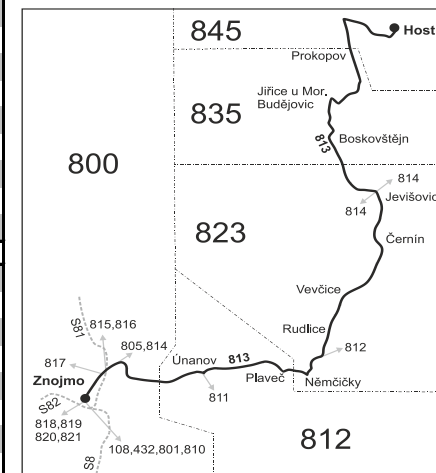 845
Host
Prokopov
Jiřice u Mor.
Budějovic
835
813
Boskovštějn
800
814
814
Jevišovic
823
Černín
Vevčice
S81
815,816
Rudlice
805,814
812
817
Únanov
813
Znojmo
Plaveč
Němčičky
811
S82
818,819
820,821
S8
108,432,801,810
812